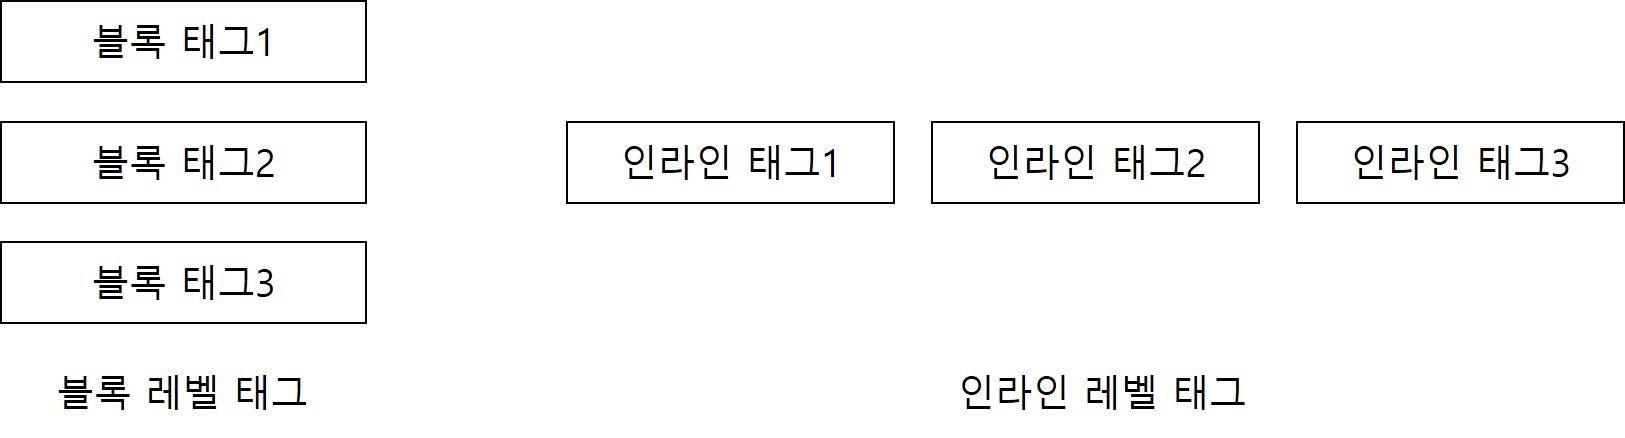 블록 태그1
블록 태그2
블록 태그3
블록 레벨 태그
인라인 태그1
인라인 태그2
인라인 태그3
인라인 레벨 태그